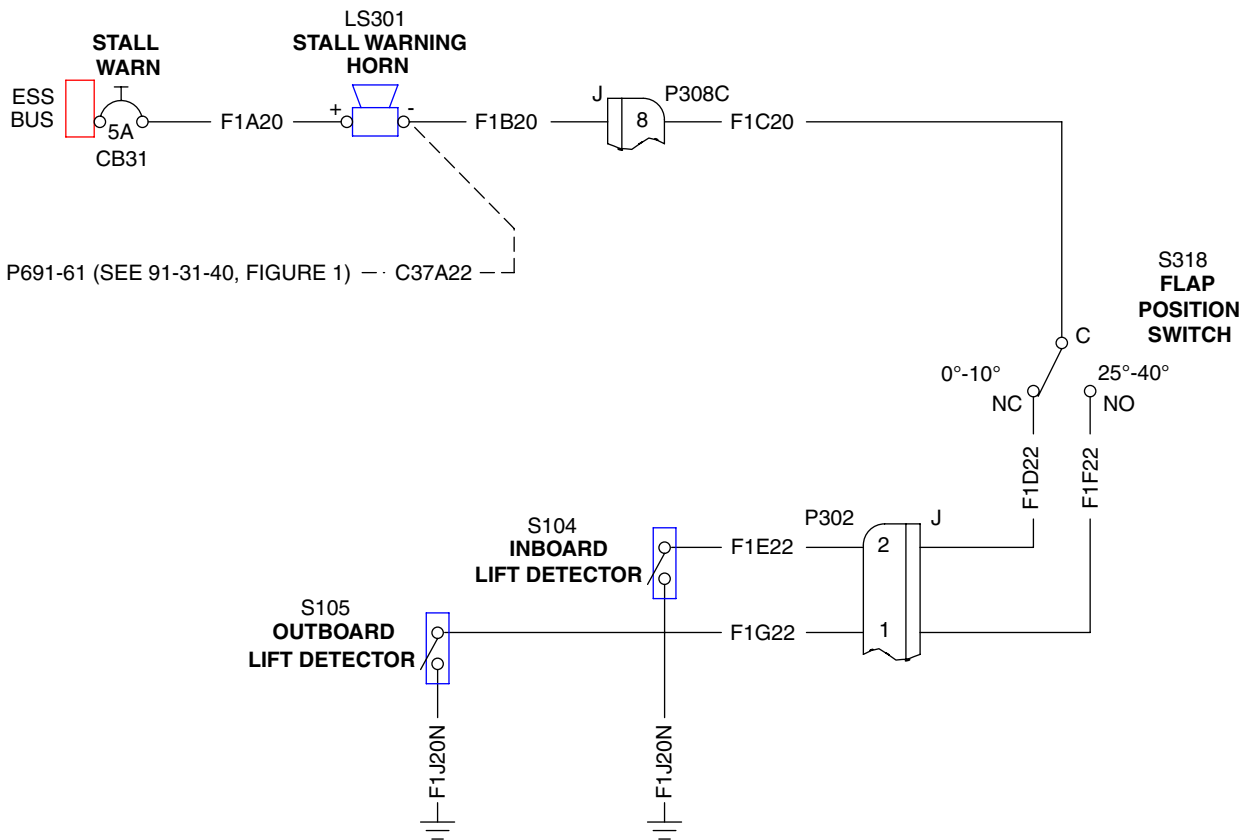 LS301
STALL WARNING
HORN
STALL
WARN
ESS
BUS
5A
CB31
F1A20
+
-
F1B20
J
P308C
8
F1C20
P691-61 (SEE 91-31-40, FIGURE 1)
C37A22
S318
FLAP
POSITION
SWITCH
C
0°-10°
25°-40°
NC
NO
F1D22
F1F22
P302
J
S104
INBOARD
LIFT DETECTOR
F1E22
2
S105
OUTBOARD
LIFT DETECTOR
F1G22
1
F1J20N
F1J20N